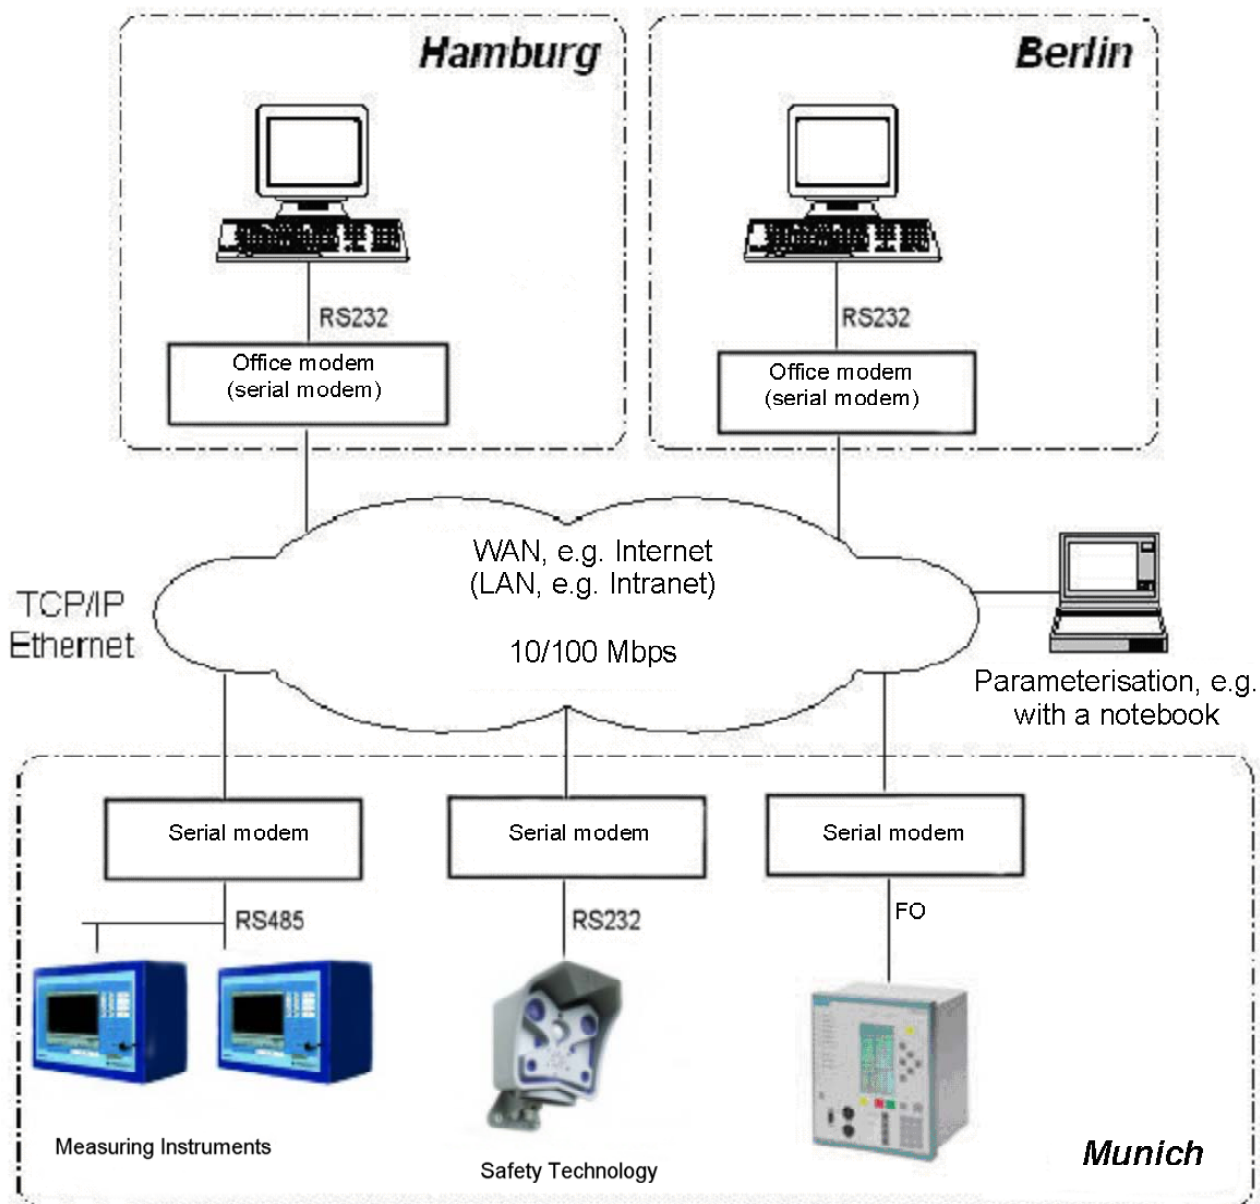 Hamburg
Berlin
RS232
RS232
Office modem
(serial modem)
Office modem
(serial modem)
WAN, e.g. Internet
(LAN, e.g. Intranet)
10/100 Mbps
TCP/IP
Ethernet
Parameterisation, e.g.
with a notebook
Serial modem
Serial modem
Serial modem
RS485
RS232
FO
Measuring Instruments
Safety Technology
Munich